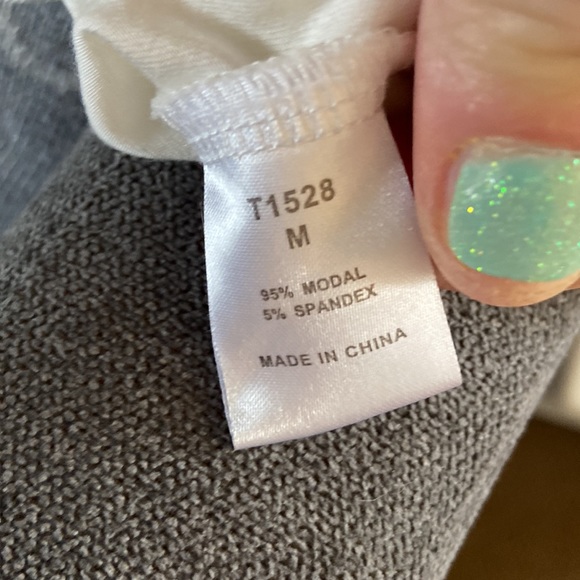 T1528
M
95% MODAL
5% SPANDEX
MADE IN CHINA